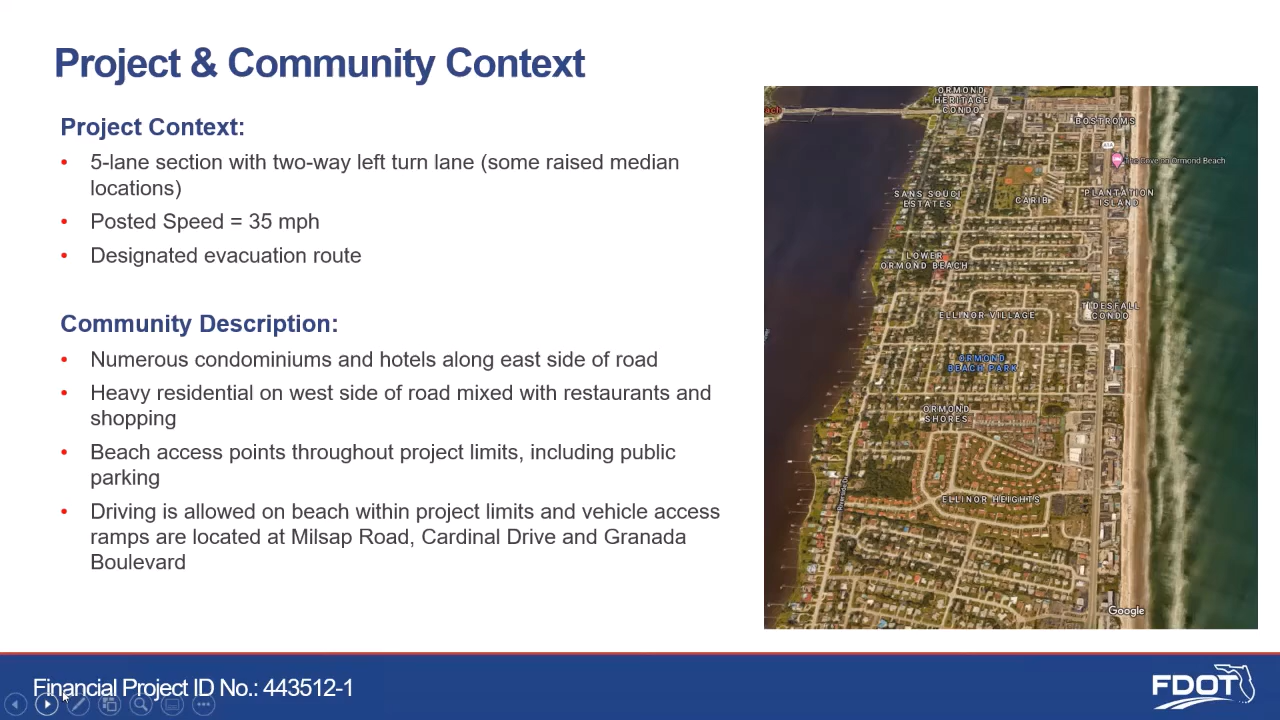 Project & Community Context
Project Context:
• 5-lane section with two-way left turn lane (some raised median
locations)
• Posted Speed = 35 mph
• Designated evacuation route
Community Description:
• Numerous condominiums and hotels along east side of road
• Heavy residential on west side of road mixed with restaurants and
shopping
• Beach access points throughout project limits, including public
parking
• Driving is allowed on beach within project limits and vehicle access
ramps are located at Milsap Road, Cardinal Drive and Granada
Boulevard
ORMOND
HERITAGE
CONDO
BOSTROMS
The Cove on Ormond Beach
SANS SOUCI
ESTATES
CARIB
PLANTATION
ISLAND
LOWER
ORMOND BEACH
ELLINOR VILLAGE
TIDESFALL
CONDO
ORMOND
BEACH PARK
ORMOND
SHORES
ELLINOR HEIGHTS
Riverside Dr
Google
Financial Project ID No.: 443512-1
FDOT